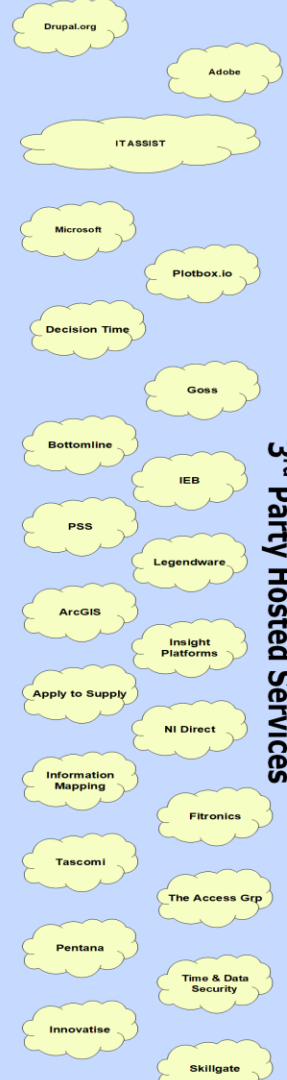 Drupal.org
Adobe
ITASSIST
Microsoft
Plotbox.io
Decision Time
Goss
Bottomline
IEB
PSS
Legendware
ArcGIS
Insight
Platforms
Apply to Supply
NI Direct
Information
Mapping
Fitronics
Tascomi
The Access Grp
Pentana
Time & Data
Security
Innovatise
Skillgate
3rd Party Hosted Services